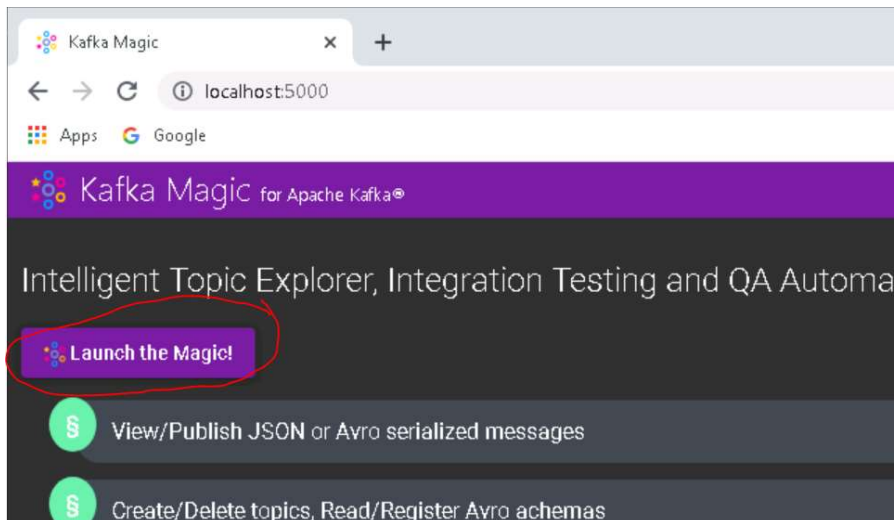 Kafka Magic
localhost:5000
Apps Google
Kafka Magic for Apache Kafka®
Intelligent Topic Explorer, Integration Testing and QA Automa
Launch the Magic!
§ View/Publish JSON or Avro serialized messages
§ Create/Delete topics, Read/Register Avro achemas